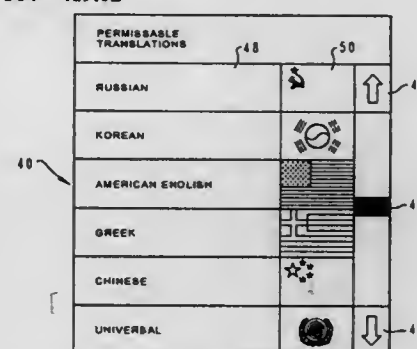 PERMISSABLE
TRANSLATIONS
48
50
RUSSIAN
4
KOREAN
40
AMERICAN ENGLISH
4
GREEK
CHINESE
UNIVERSAL
4